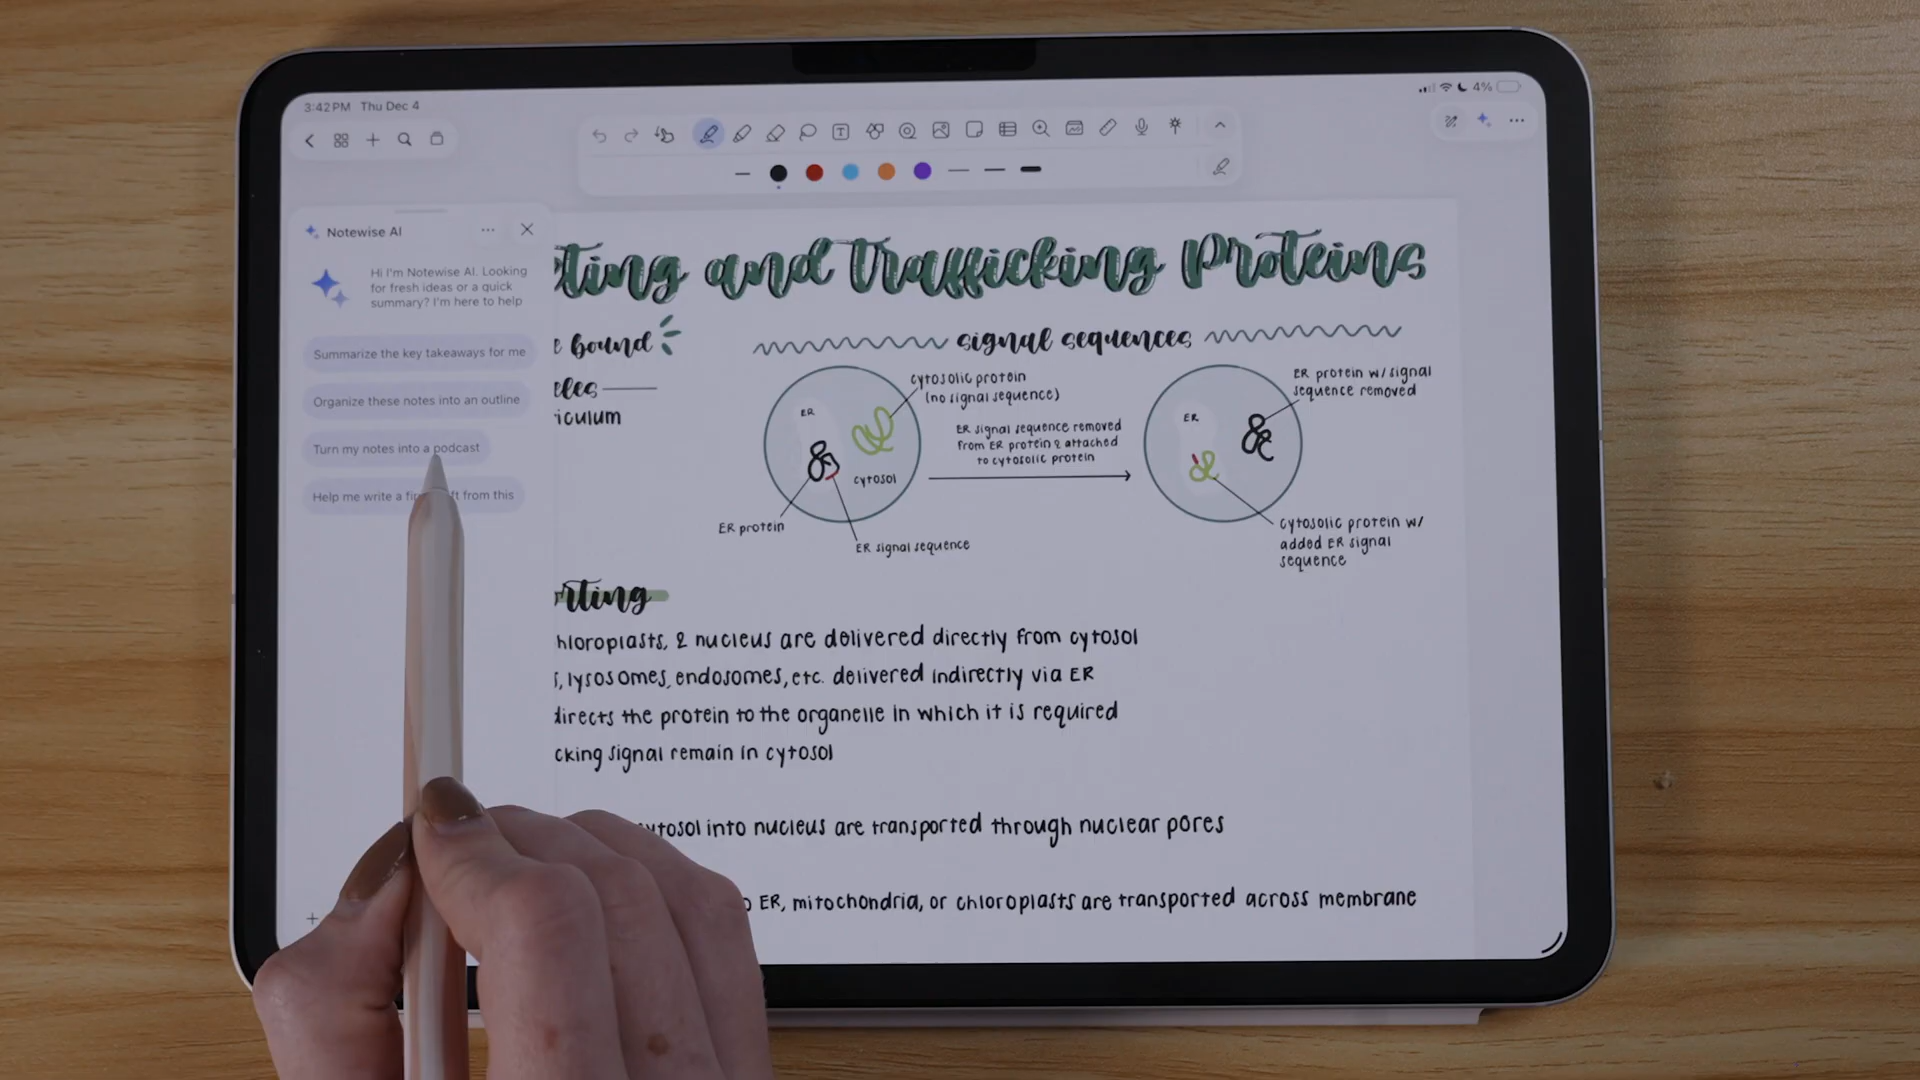 3:42 PM Thu Dec 4
4%
Notewise AI
Hi I'm Notewise AI. Looking
for fresh ideas or a quick
summary? I'm here to help
Summarize the key takeaways for me
Organize these notes into an outline
Turn my notes into a podcast
Help me write a from this
ting and Trafficking Proteins
bound
iculum
signal sequences
cytosolic protein
(no signal sequence)
ER
cytosol
ER protein
ER signal sequence
ER signal sequence removed
from ER protein & attached
to cytosolic protein
ER protein w/ signal
sequence removed
ER
cytosolic protein w/
added ER signal
sequence
rting
hloroplasts, & nucleus are delivered directly from cytosol
s, lysosomes, endosomes, etc. delivered indirectly via ER
directs the protein to the organelle in which it is required
cking signal remain in cytosol
ytosol into nucleus are transported through nuclear pores
o ER, mitochondria, or chloroplasts are transported across membrane